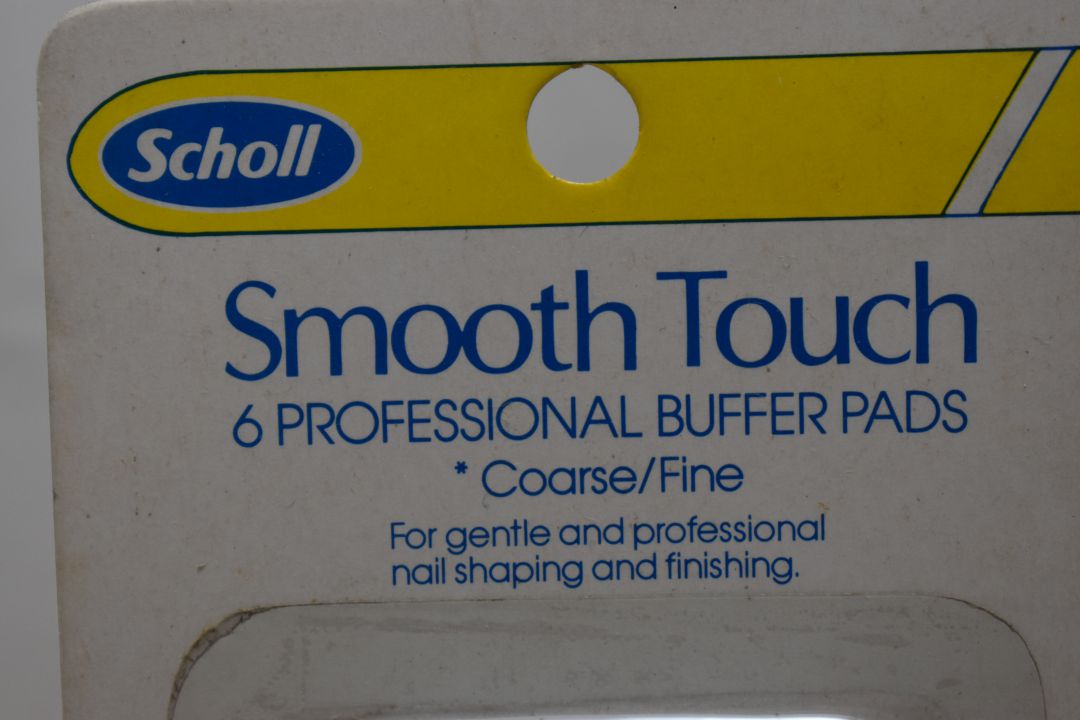 Scholl
Smooth Touch
6 PROFESSIONAL BUFFER PADS
* Coarse/Fine
For gentle and professional
nail shaping and finishing.